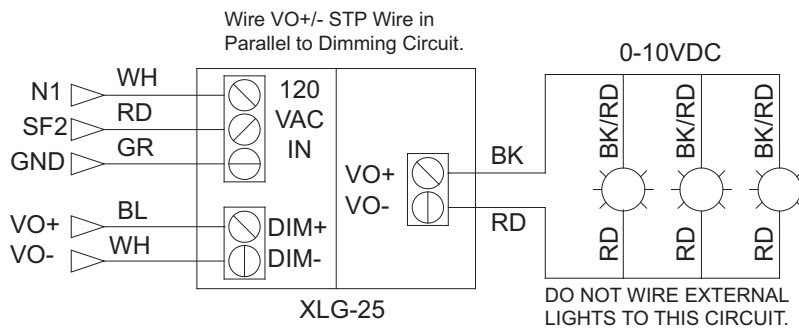 Wire VO+/- STP Wire in
Parallel to Dimming Circuit.
0-10VDC
N1
WH
SF2
RD
GND
GR
120
VAC
IN
VO+
BL
VO-
WH
DIM+
DIM-
VO+
VO-
BK
RD
BK/RD
BK/RD
BK/RD
RD
RD
RD
XLG-25
DO NOT WIRE EXTERNAL
LIGHTS TO THIS CIRCUIT.